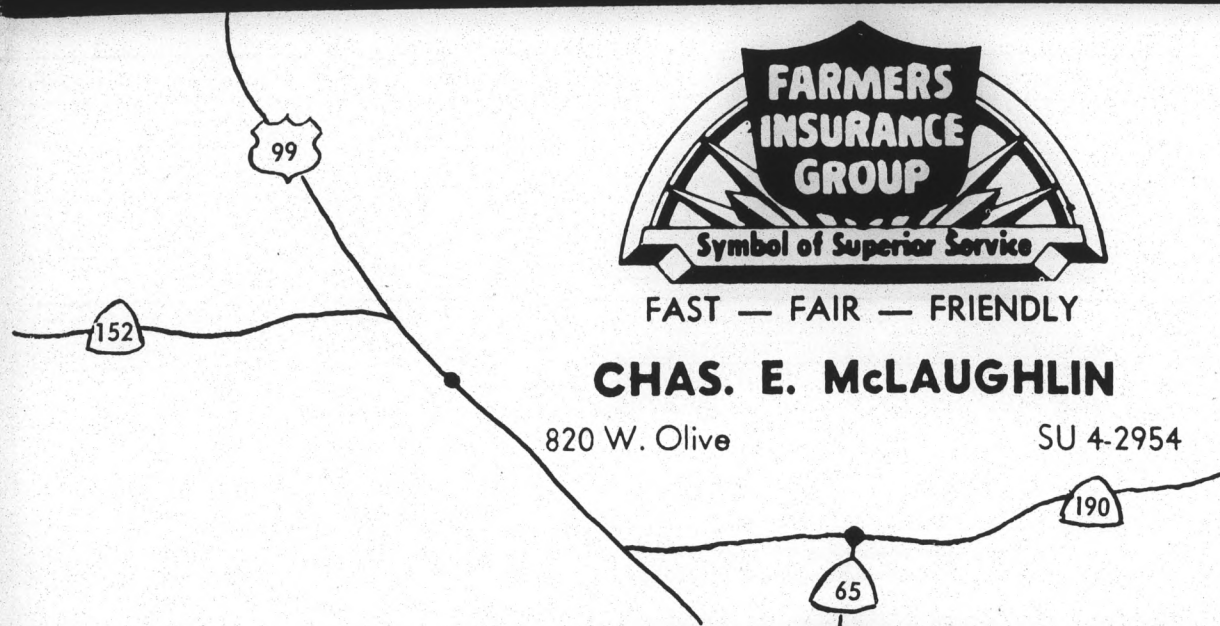 99
FARMERS
INSURANCE
GROUP
Symbol of Superior Service
152
FAST — FAIR — FRIENDLY
CHAS. E. McLAUGHLIN
820 W. Olive
SU 4-2954
190
65